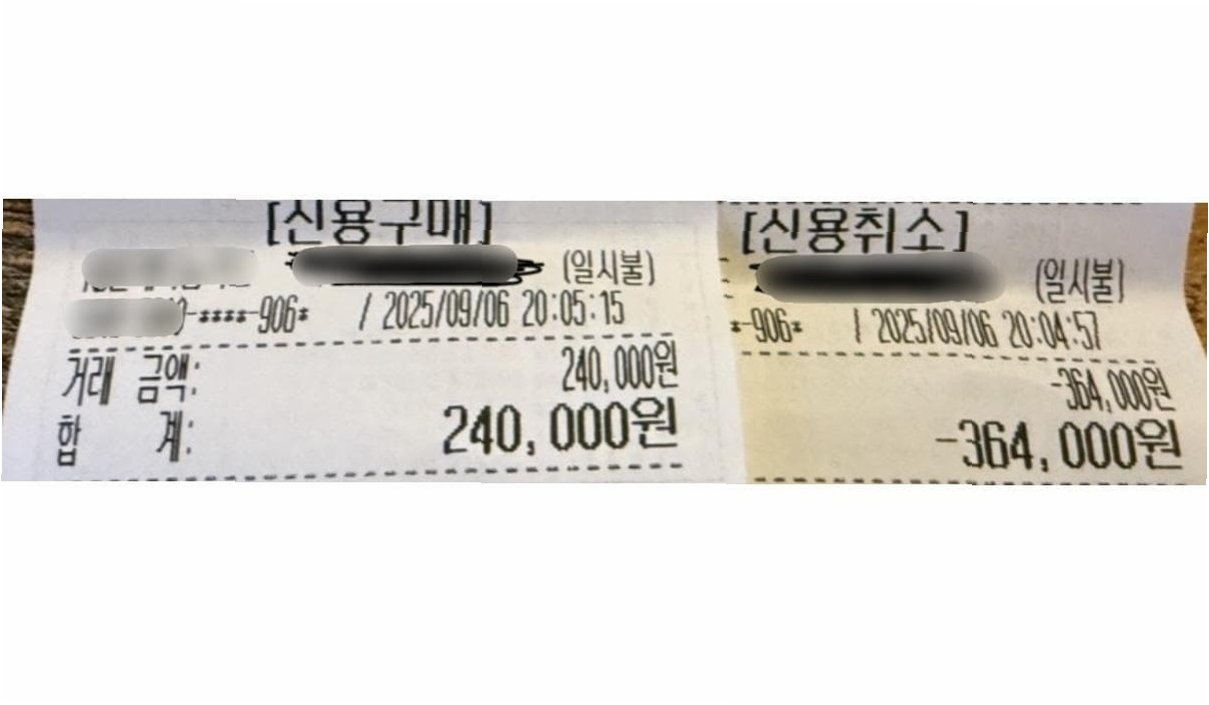 [신용구매]
(일시불)
-****-906* / 2025/09/06 20:05:15
거래 금액: 240,000원
합 계: 240,000원
[신용취소]
(일시불)
*-906* / 2025/09/06 20:04:57
-364,000원
-364,000원